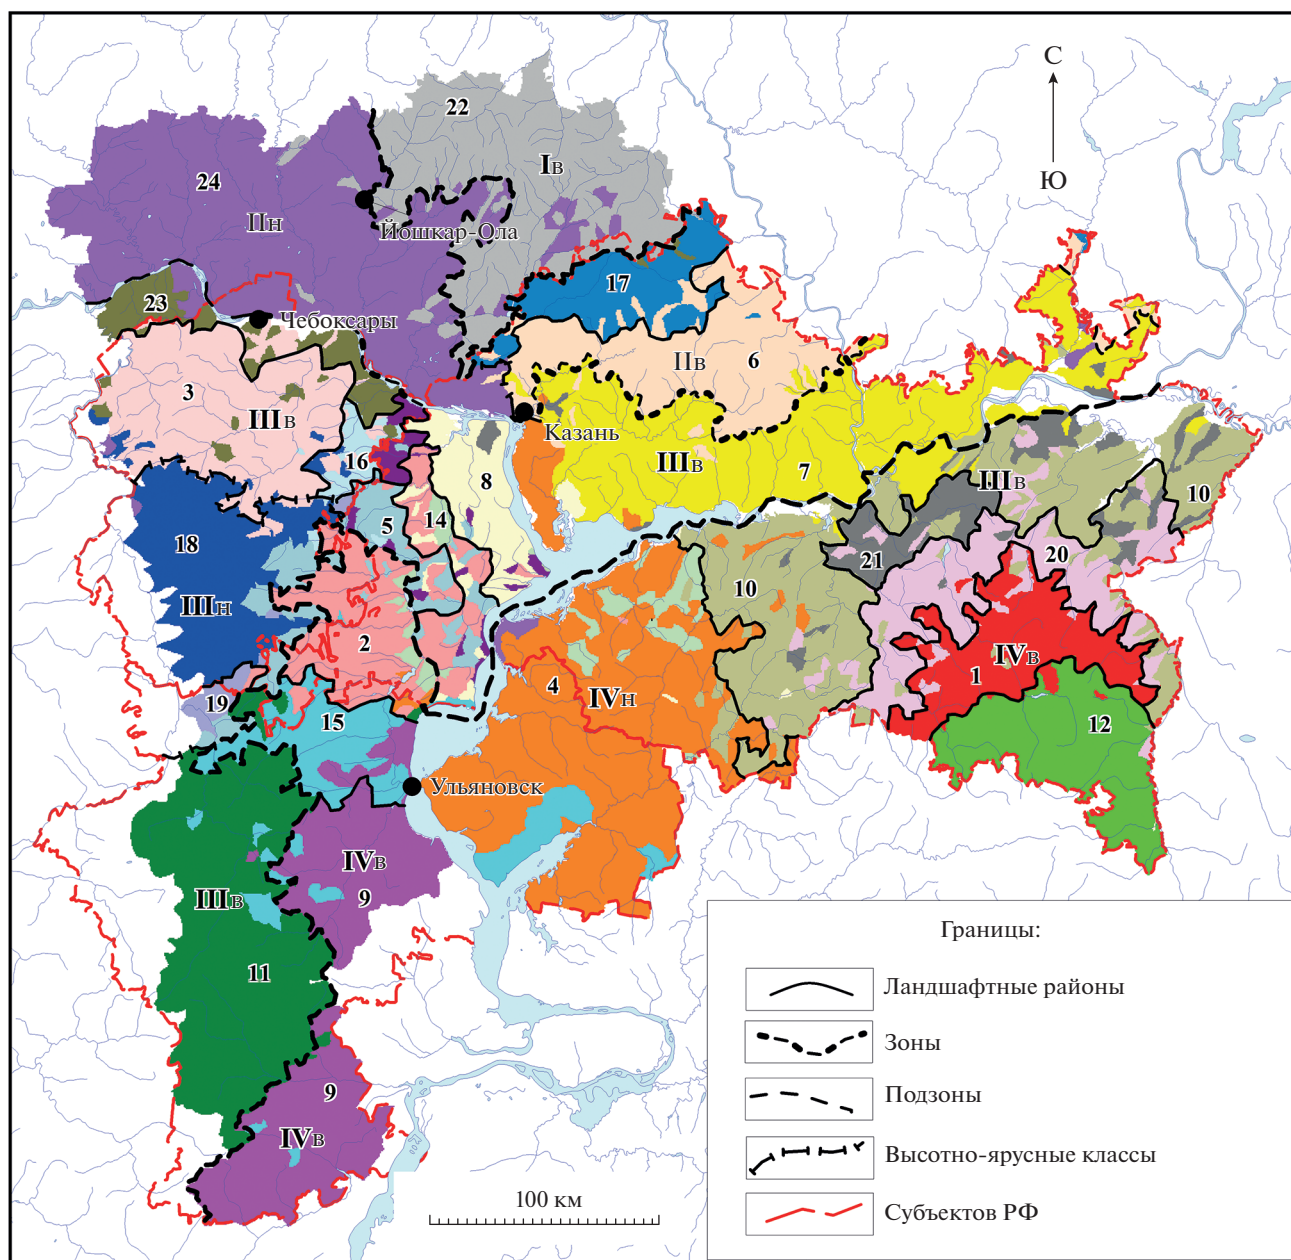 С
Ю
22
Iв
24
IIн
Йошкар-Ола
17
23
Чебоксары
IIв
6
3
IIIв
Казань
16
8
IIIв
7
IIIв
10
5
14
18
21
20
IIIн
10
2
IVв
1
4
IVн
19
15
12
Ульяновск
IVв
9
IIIв
11
9
IVв
100 км
Границы:
Ландшафтные районы
Зоны
Подзоны
Высотно-ярусные классы
Субъектов РФ